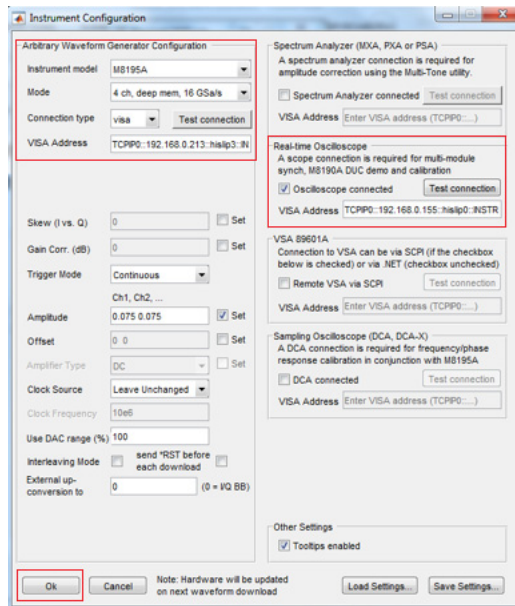 Instrument Configuration
Arbitrary Waveform Generator Configuration
Instrument model M8195A
Mode 4 ch, deep mem, 16 GSa/s
Connection type visa Test connection
VISA Address TCPIP0::192.168.0.213::hislip3::IN
Skew (I vs. Q) 0 Set
Gain Corr. (dB) 0 Set
Trigger Mode Continuous
Ch1, Ch2, ...
Amplitude 0.075 0.075 Set
Offset 0 0 Set
Amplifier Type DC Set
Clock Source Leave Unchanged
Clock Frequency 10e6
Use DAC range (%) 100
Interleaving Mode send *RST before
each download
External up-
conversion to 0 (0 = I/Q BB)
Spectrum Analyzer (MXA, PXA or PSA)
A spectrum analyzer connection is required for
amplitude correction using the Multi-Tone utility.
Spectrum Analyzer connected Test connection
VISA Address Enter VISA address (TCPIP0::...)
Real-time Oscilloscope
A scope connection is required for multi-module
synch, M8190A DUC demo and calibration
Oscilloscope connected Test connection
VISA Address TCPIP0::192.168.0.155::hislip0::INSTR
VSA 89601A
Connection to VSA can be via SCPI (if the checkbox
below is checked) or via .NET (checkbox unchecked)
Remote VSA via SCPI Test connection
VISA Address Enter VISA address (TCPIP0::...)
Sampling Oscilloscope (DCA, DCA-X)
A DCA connection is required for frequency/phase
response calibration in conjunction with M8195A
DCA connected Test connection
VISA Address Enter VISA address (TCPIP0::...)
Other Settings
Tooltips enabled
Ok Cancel Note: Hardware will be updated
on next waveform download
Load Settings... Save Settings...